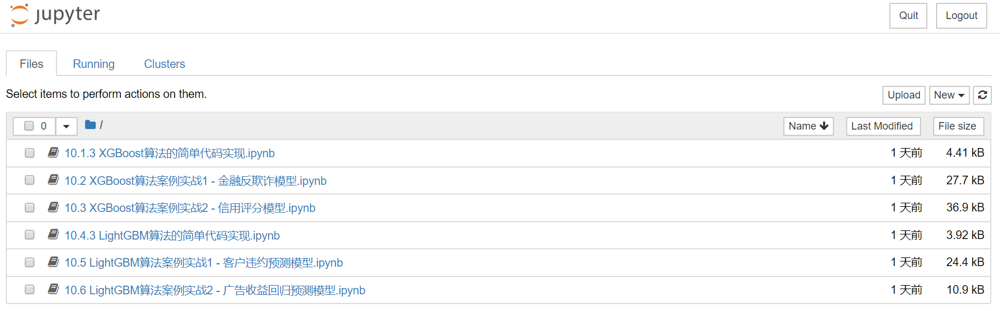 jupyter Quit Logout
Files Running Clusters
Select items to perform actions on them. Upload New
0 / Name Last Modified File size
10.1.3 XGBoost算法的简单代码实现.ipynb 1 天前 4.41 kB
10.2 XGBoost算法案例实战1 - 金融反欺诈模型.ipynb 1 天前 27.7 kB
10.3 XGBoost算法案例实战2 - 信用评分模型.ipynb 1 天前 36.9 kB
10.4.3 LightGBM算法的简单代码实现.ipynb 1 天前 3.92 kB
10.5 LightGBM算法案例实战1 - 客户违约预测模型.ipynb 1 天前 24.4 kB
10.6 LightGBM算法案例实战2 - 广告收益回归预测模型.ipynb 1 天前 10.9 kB